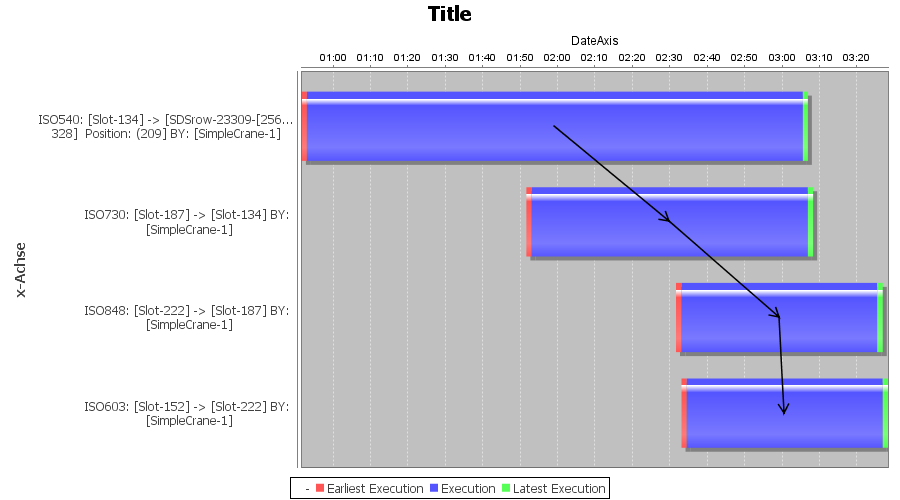 Title
DateAxis
01:00 01:10 01:20 01:30 01:40 01:50 02:00 02:10 02:20 02:30 02:40 02:50 03:00 03:10 03:20
ISO540: [Slot-134] -> [SDSrow-23309-[256...
328] Position: (209] BY: [SimpleCrane-1]
ISO730: [Slot-187] -> [Slot-134] BY:
[SimpleCrane-1]
x-Achse
ISO848: [Slot-222] -> [Slot-187] BY:
[SimpleCrane-1]
ISO603: [Slot-152] -> [Slot-222] BY:
[SimpleCrane-1]
- Earliest Execution Execution Latest Execution